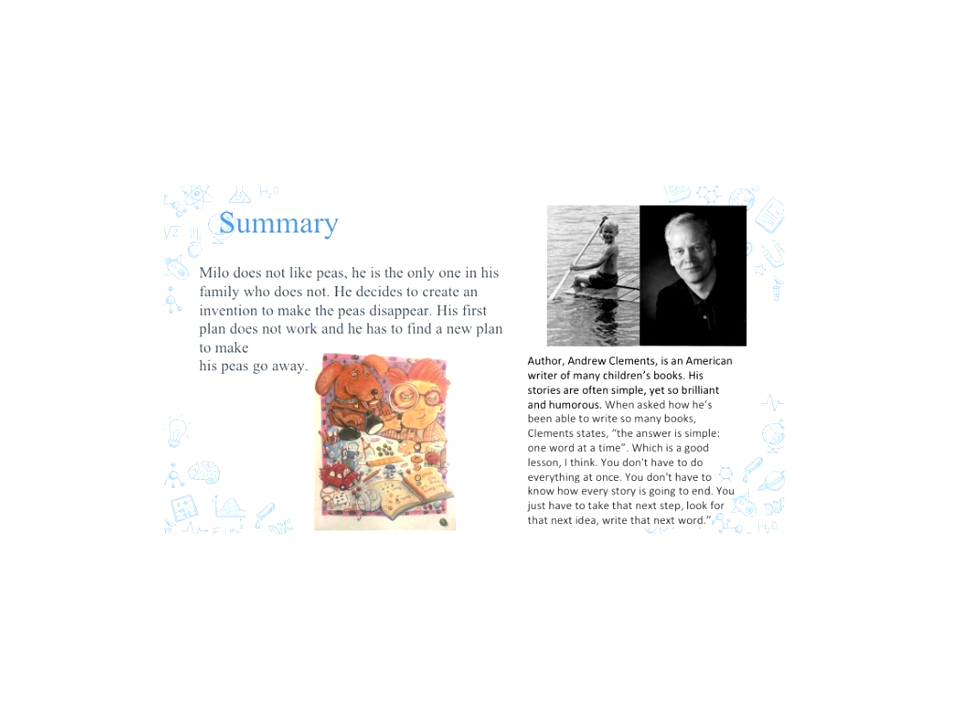 Summary
Milo does not like peas, he is the only one in his
family who does not. He decides to create an
invention to make the peas disappear. His first
plan does not work and he has to find a new plan
to make
his peas go away.
Author, Andrew Clements, is an American
writer of many children's books. His
stories are often simple, yet so brilliant
and humorous. When asked how he's
been able to write so many books,
Clements states, “the answer is simple:
one word at a time”. Which is a good
lesson, I think. You don't have to do
everything at once. You don't have to
know how every story is going to end. You
just have to take that next step, look for
that next idea, write that next word.”
H₂O
√2
H₂O